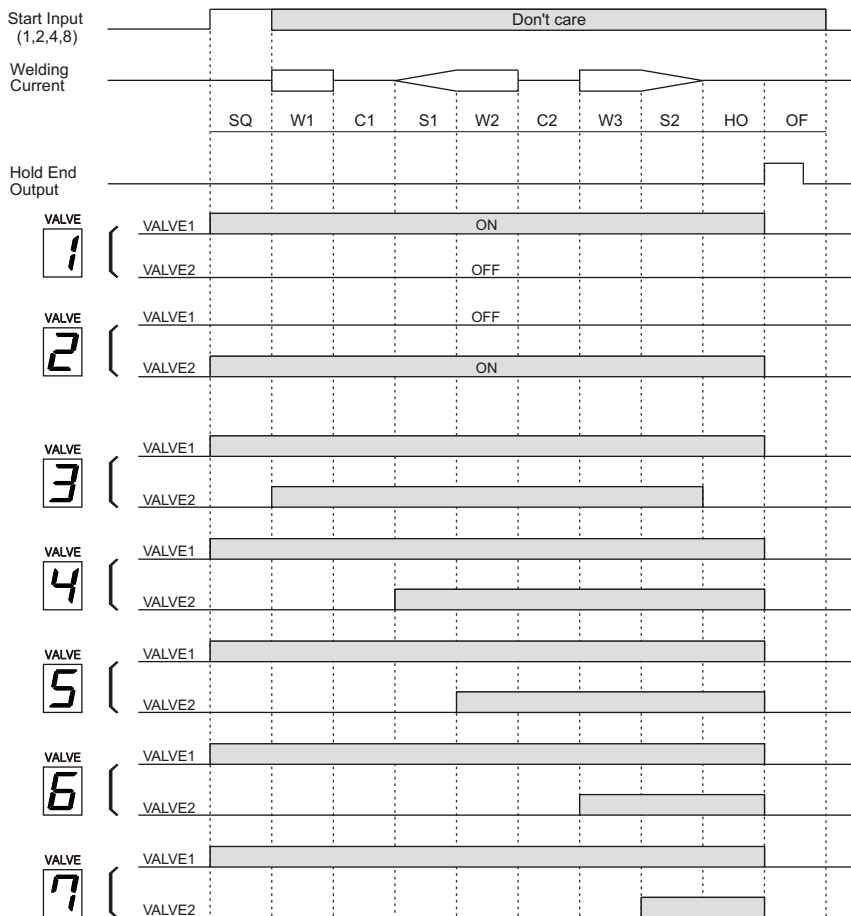 Start Input
(1,2,4,8)
Don't care
Welding
Current
SQ W1 C1 S1 W2 C2 W3 S2 HO OF
Hold End
Output
VALVE
1
VALVE1 ON
VALVE2 OFF
VALVE
2
VALVE1 OFF
VALVE2 ON
VALVE
3
VALVE1
VALVE2
VALVE
4
VALVE1
VALVE2
VALVE
5
VALVE1
VALVE2
VALVE
6
VALVE1
VALVE2
VALVE
7
VALVE1
VALVE2